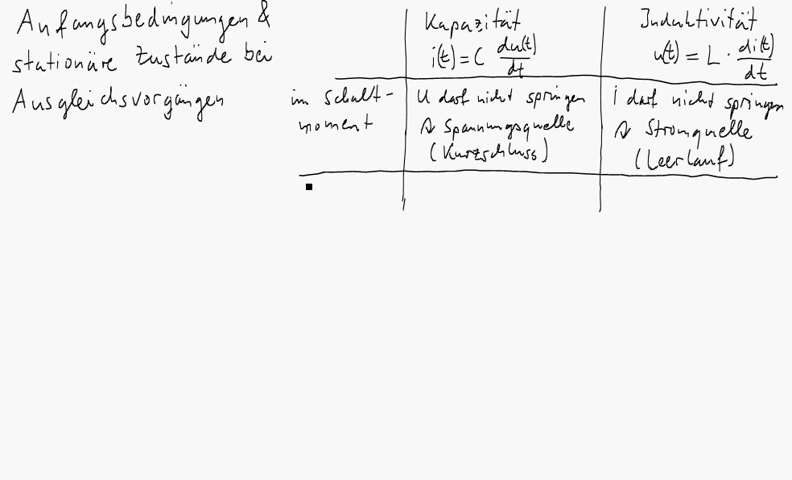 Anfangsbedingungen &
stationäre Zustände bei
Ausgleichsvorgängen
Kapazität
i(t) = C du(t)/dt
Induktivität
u(t) = L · di(t)/dt
im Schalt-
moment
u darf nicht springen
Spannungsquelle
(Kurzschluss)
i darf nicht springen
Stromquelle
(Leerlauf)